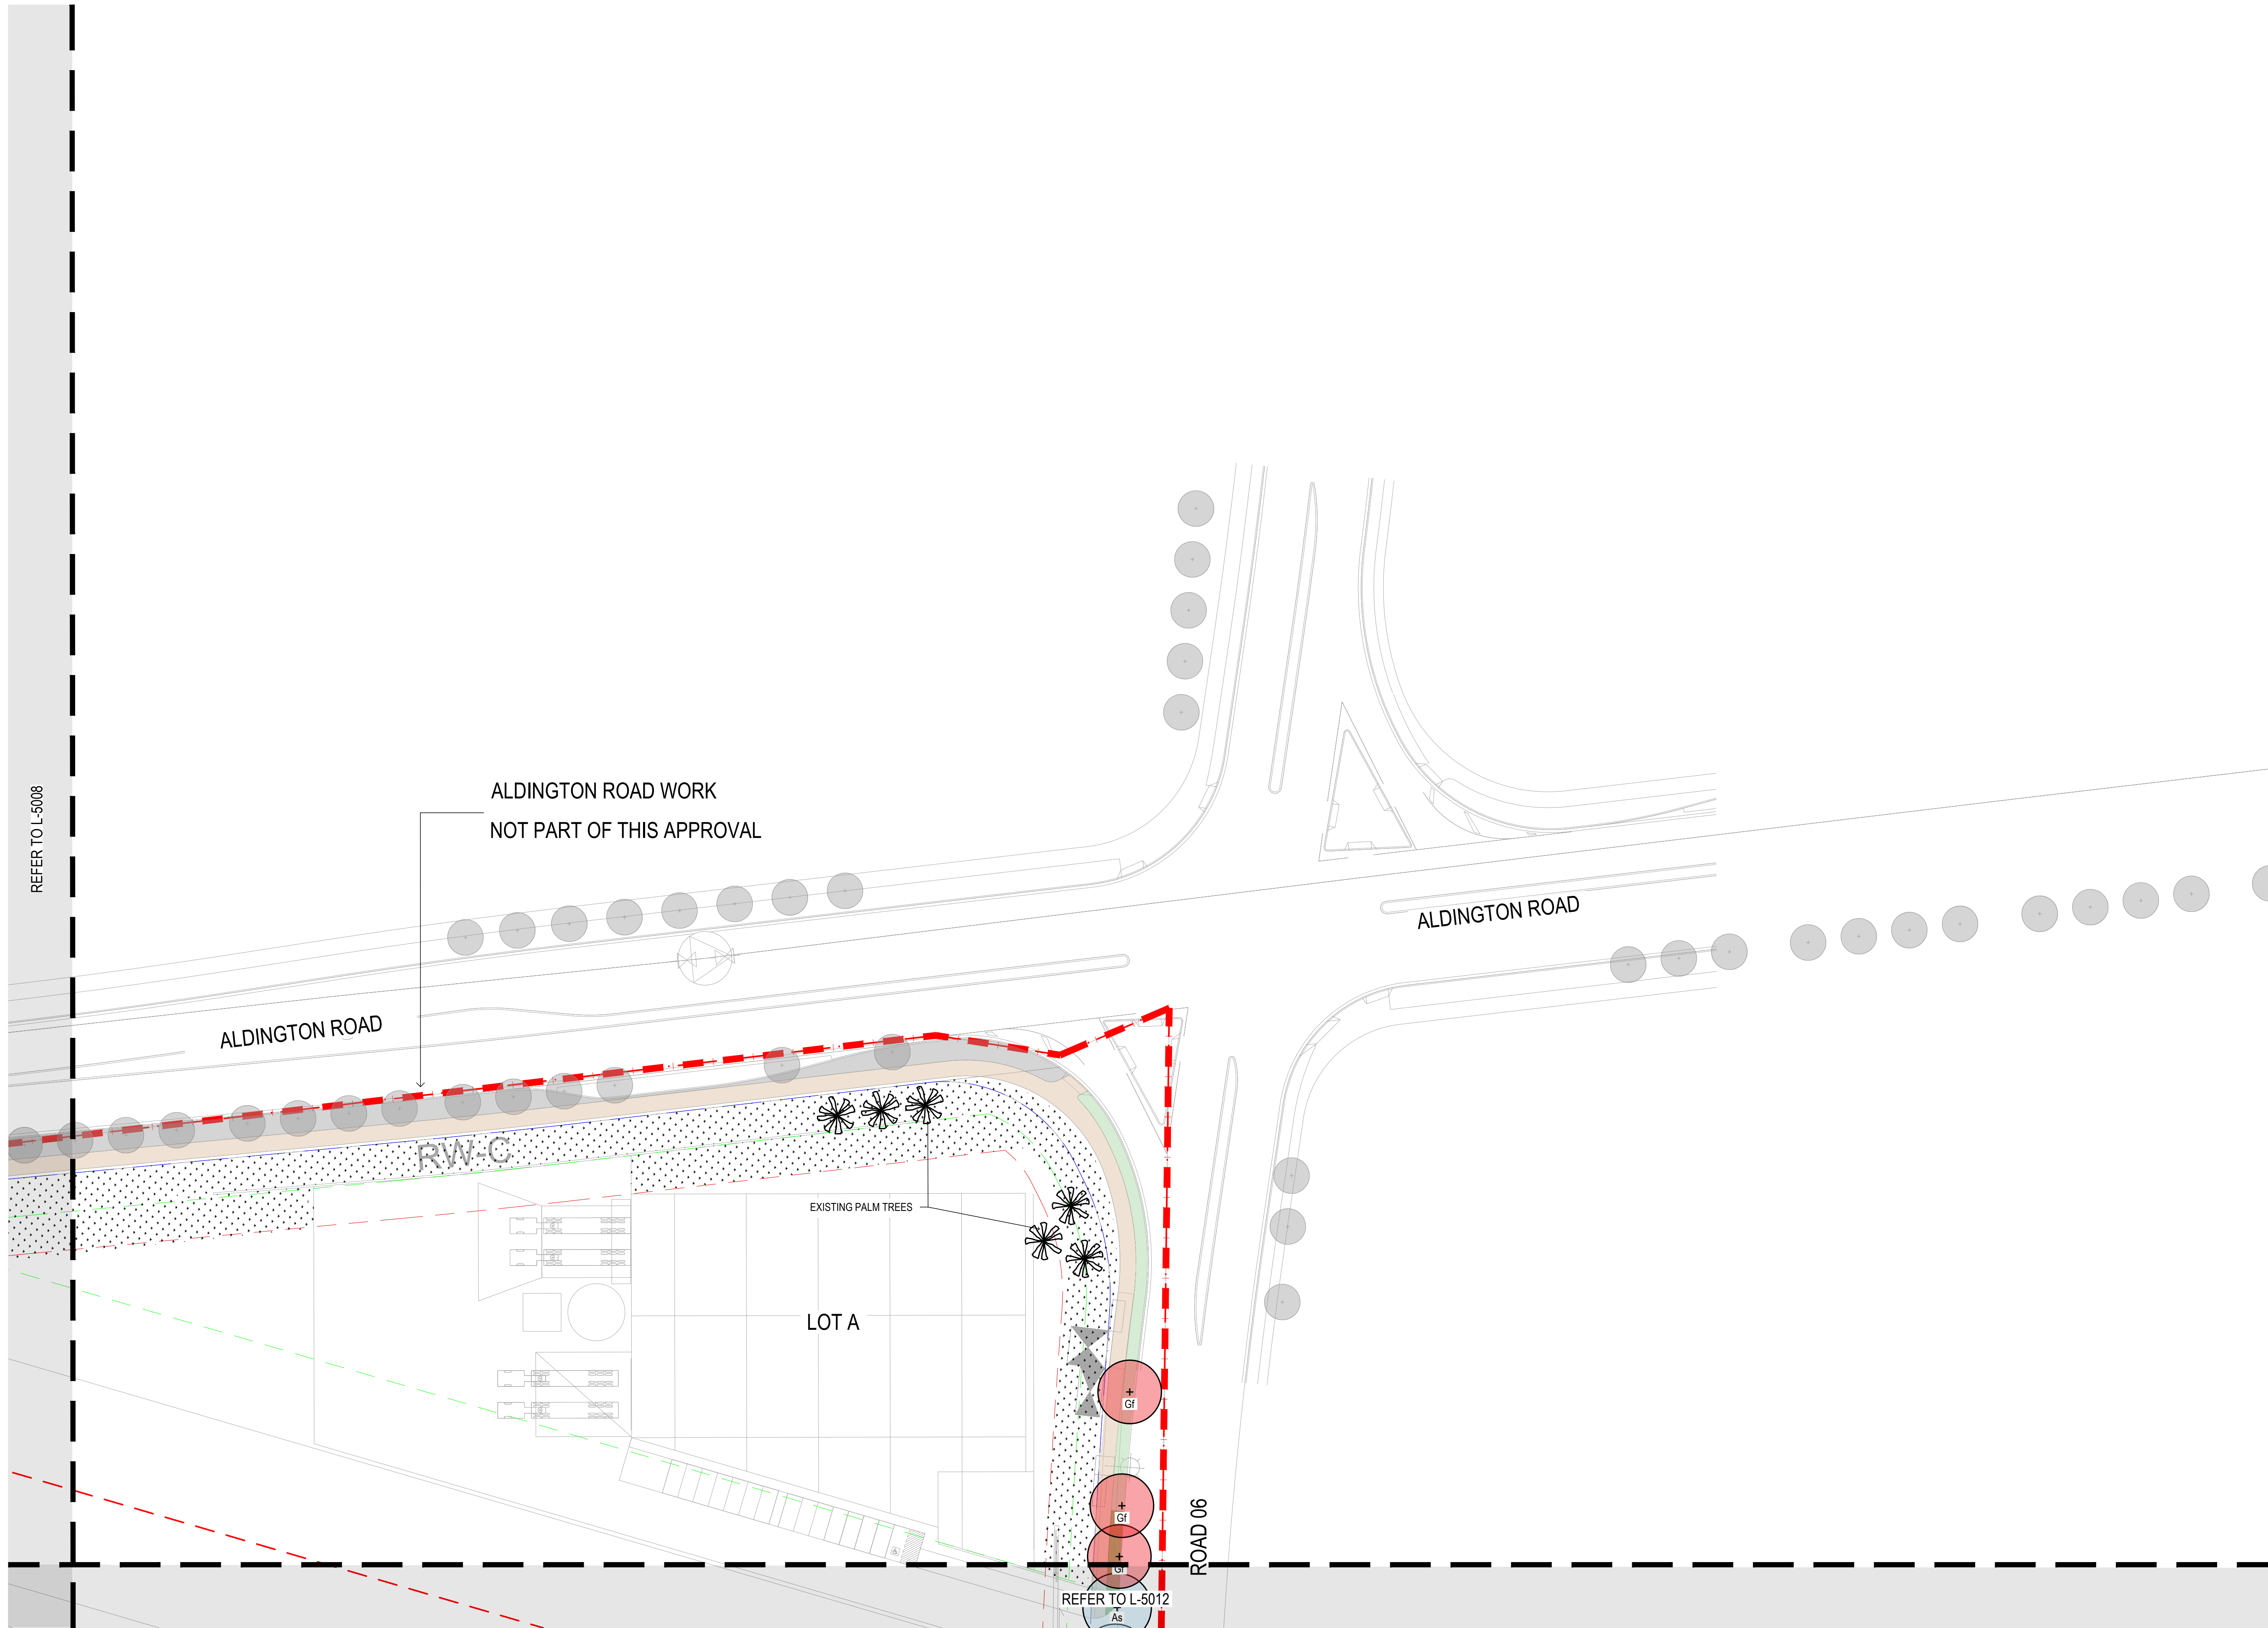 REFER TO L-5008
ALDINGTON ROAD WORK
NOT PART OF THIS APPROVAL
ALDINGTON ROAD
ALDINGTON ROAD
RW-C
EXISTING PALM TREES
LOT A
Gf
Gf
Gf
ROAD 06
REFER TO L-5012
As